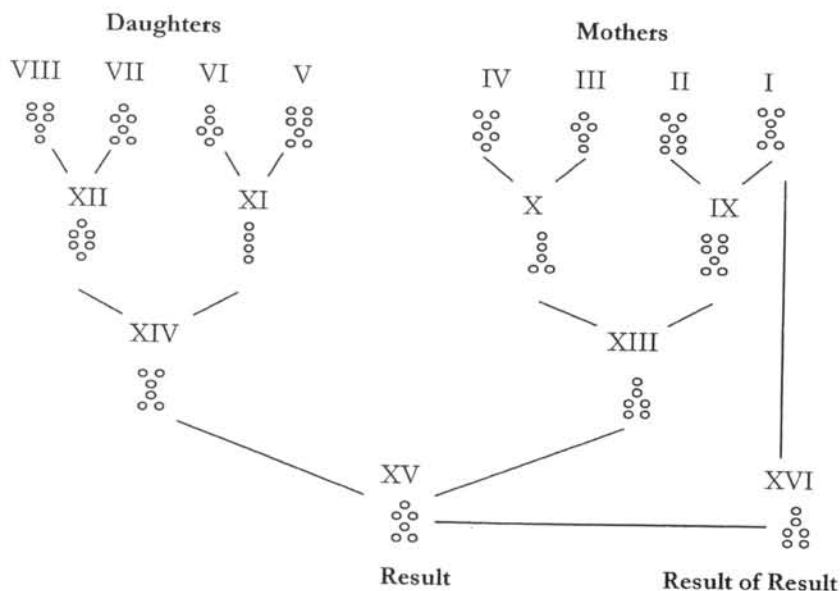 Daughters Mothers
VIII VII VI V IV III II I
XII XI X IX
XIV XIII
XV XVI
Result Result of Result